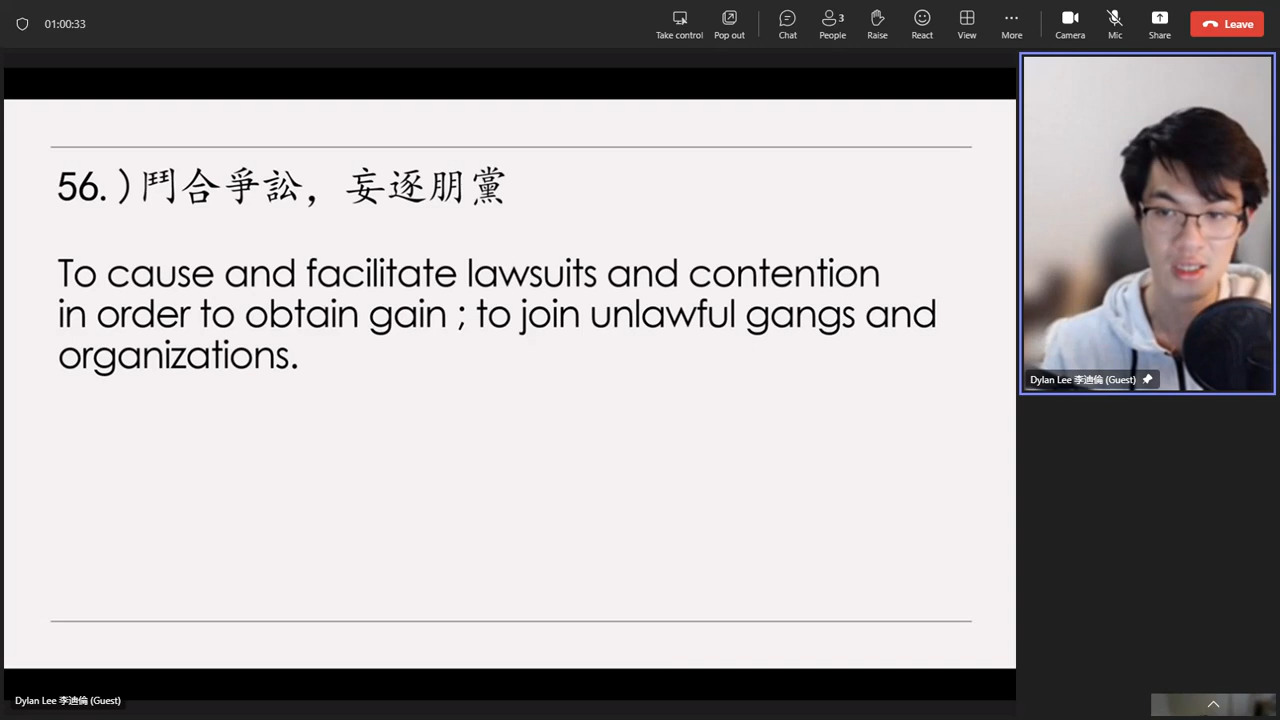 01:00:33
Take control
Pop out
Chat
3
People
Raise
React
View
More
Camera
Mic
Share
Leave
56. ) 鬥合爭訟，妄逐朋黨
To cause and facilitate lawsuits and contention
in order to obtain gain ; to join unlawful gangs and
organizations.
Dylan Lee 李迪倫 (Guest)
Dylan Lee 李迪倫 (Guest)